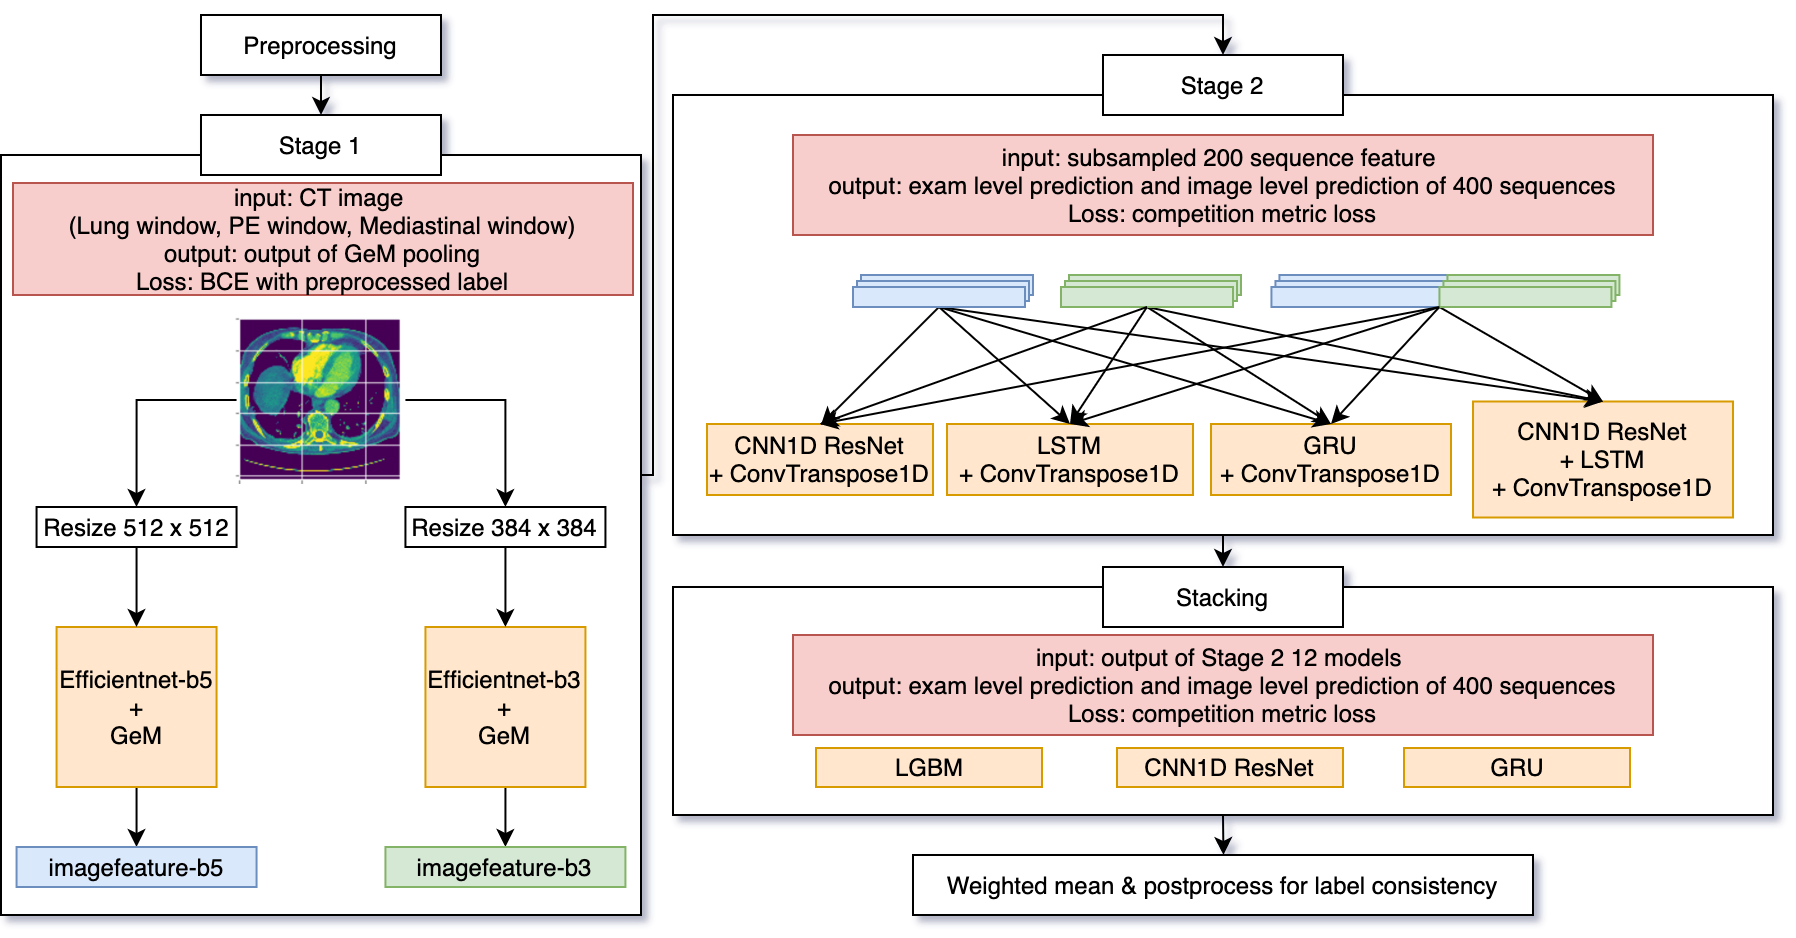 Preprocessing
Stage 1
input: CT image
(Lung window, PE window, Mediastinal window)
output: output of GeM pooling
Loss: BCE with preprocessed label
Resize 512 x 512
Resize 384 x 384
Efficientnet-b5
+
GeM
Efficientnet-b3
+
GeM
imagefeature-b5
imagefeature-b3
Stage 2
input: subsampled 200 sequence feature
output: exam level prediction and image level prediction of 400 sequences
Loss: competition metric loss
CNN1D ResNet
+ ConvTranspose1D
LSTM
+ ConvTranspose1D
GRU
+ ConvTranspose1D
CNN1D ResNet
+ LSTM
+ ConvTranspose1D
Stacking
input: output of Stage 2 12 models
output: exam level prediction and image level prediction of 400 sequences
Loss: competition metric loss
LGBM
CNN1D ResNet
GRU
Weighted mean & postprocess for label consistency